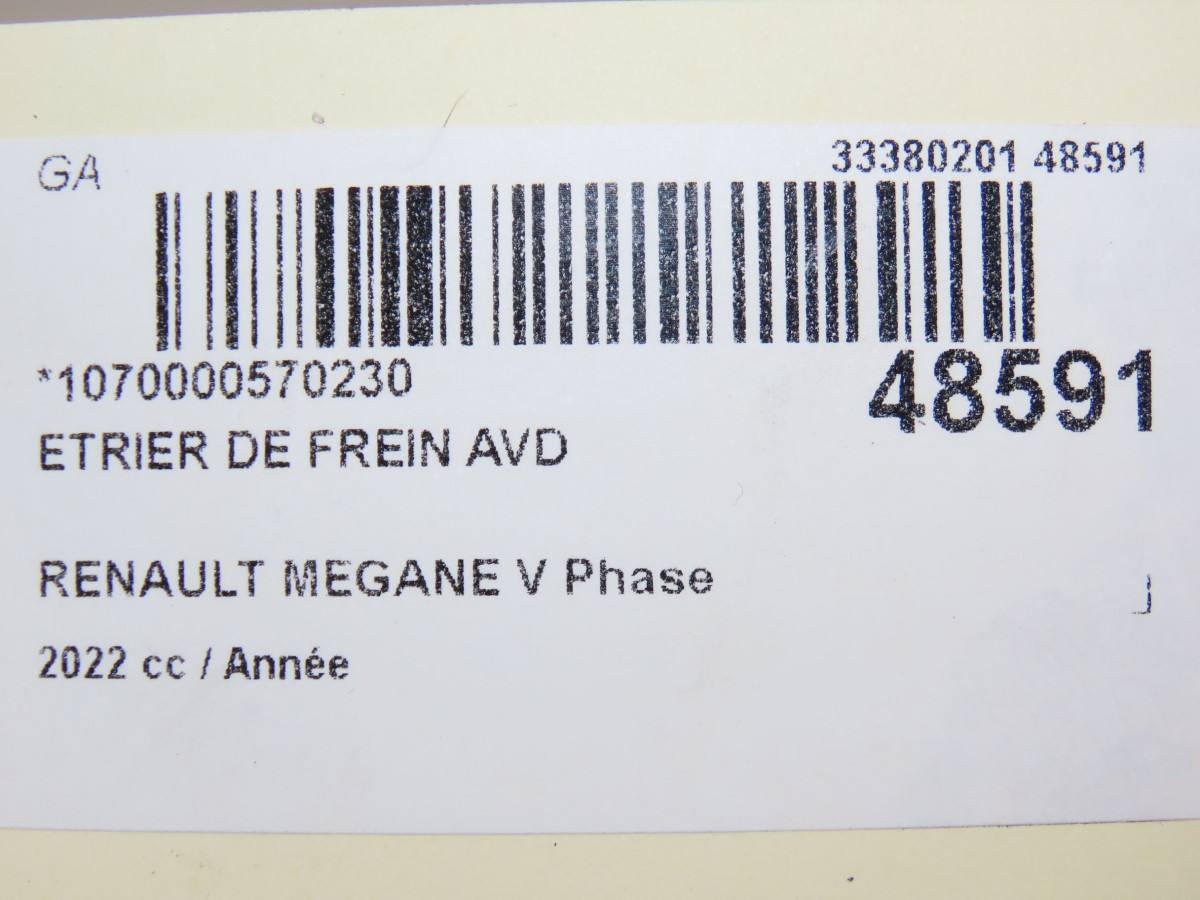 GA
33380201 48591
*1070000570230
48591
ETRIER DE FREIN AVD
RENAULT MEGANE V Phase
2022 cc / Année